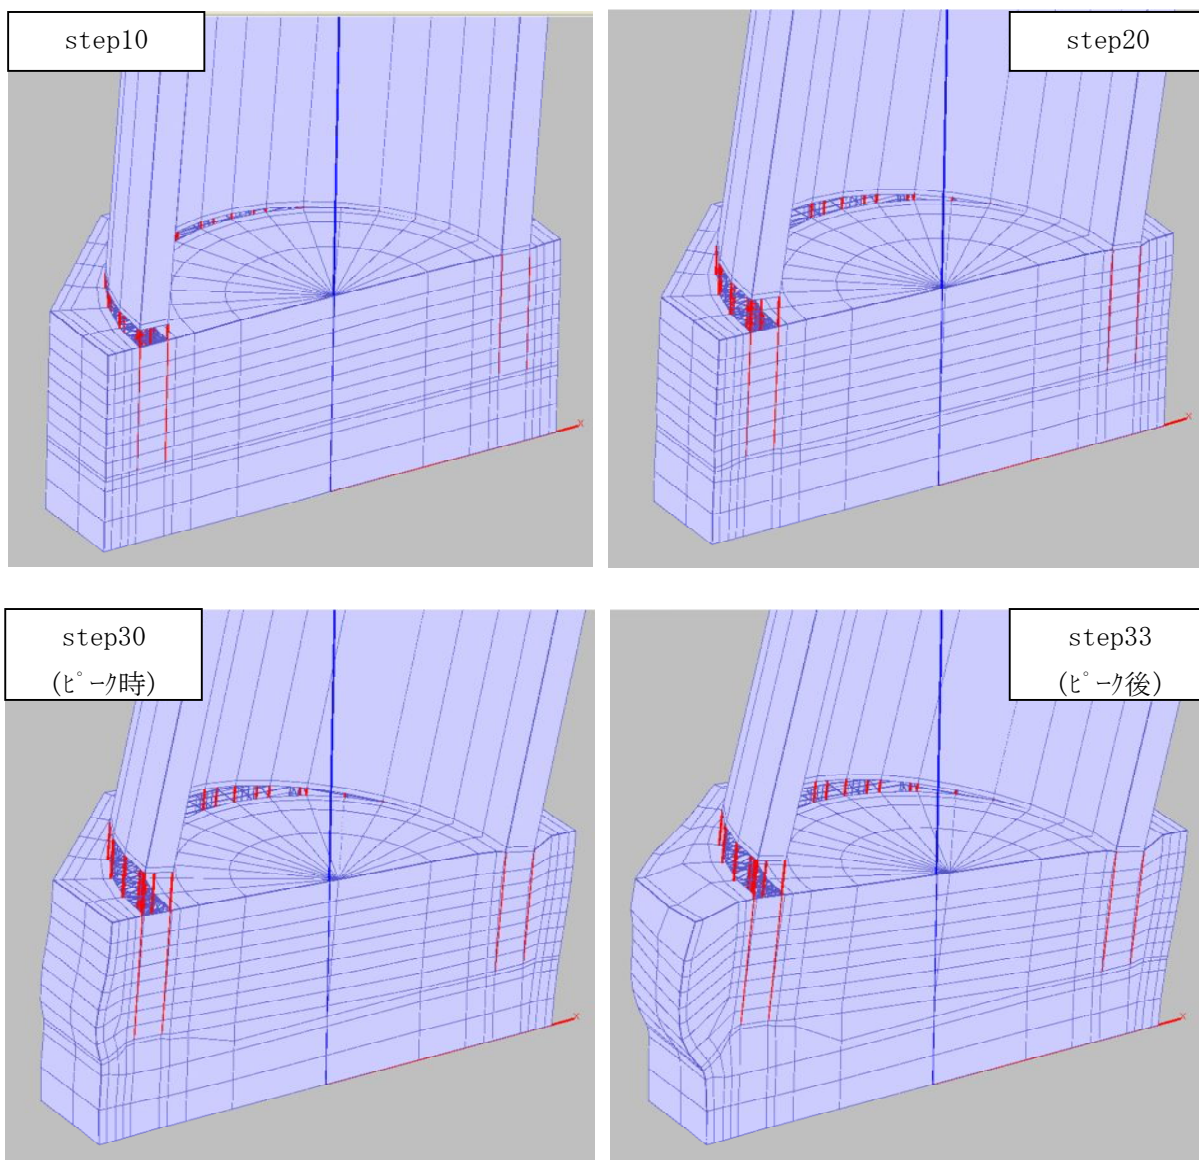 step10
step20
x
x
step30
(ﾋﾟｰｸ時)
step33
(ﾋﾟｰｸ後)
x
x